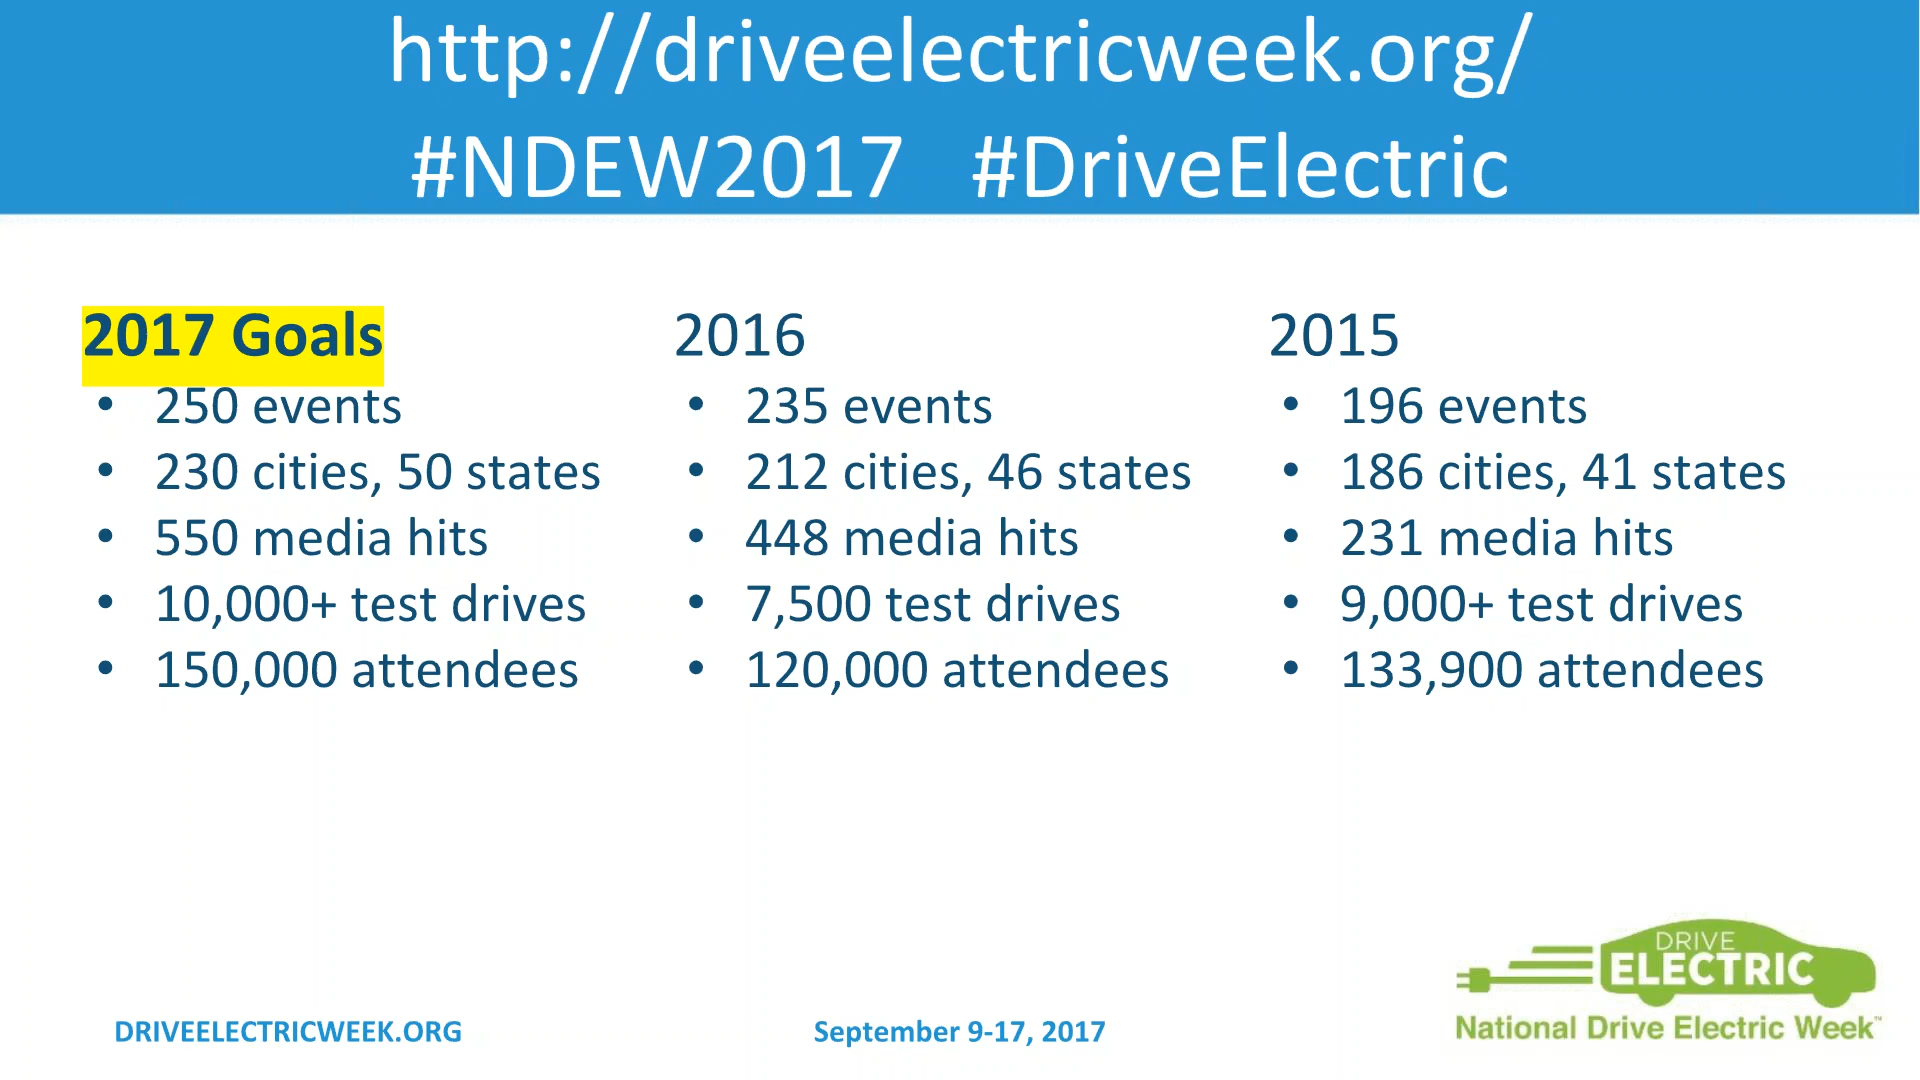 http://driveelectricweek.org/
#NDEW2017 #DriveElectric
2017 Goals
• 250 events
• 230 cities, 50 states
• 550 media hits
• 10,000+ test drives
• 150,000 attendees
2016
• 235 events
• 212 cities, 46 states
• 448 media hits
• 7,500 test drives
• 120,000 attendees
2015
• 196 events
• 186 cities, 41 states
• 231 media hits
• 9,000+ test drives
• 133,900 attendees
DRIVEELECTRICWEEK.ORG
September 9-17, 2017
DRIVE
ELECTRIC
National Drive Electric Week™